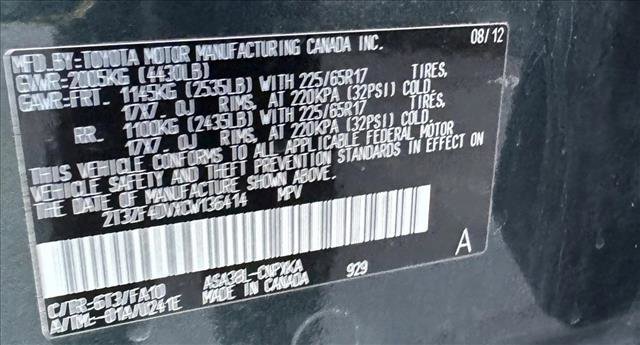 MFD.BY:TOYOTA MOTOR MANUFACTURING CANADA INC. 08/12
GVWR:2005KG (4430LB)
GAWR:FRT. 1145KG (2535LB) WITH 225/65R17 TIRES,
17X7.0J RIMS, AT 220KPA (32PSI) COLD.
RR. 1100KG (2435LB) WITH 225/65R17 TIRES,
17X7.0J RIMS, AT 220KPA (32PSI) COLD.
THIS VEHICLE CONFORMS TO ALL APPLICABLE FEDERAL MOTOR
VEHICLE SAFETY AND THEFT PREVENTION STANDARDS IN EFFECT ON
THE DATE OF MANUFACTURE SHOWN ABOVE.
2T3ZF4DVXCW136414 MPV
A
C/TR:6T3/FA10 ASA38L-CNPXKA 929
A/TM:-01A/U241E MADE IN CANADA